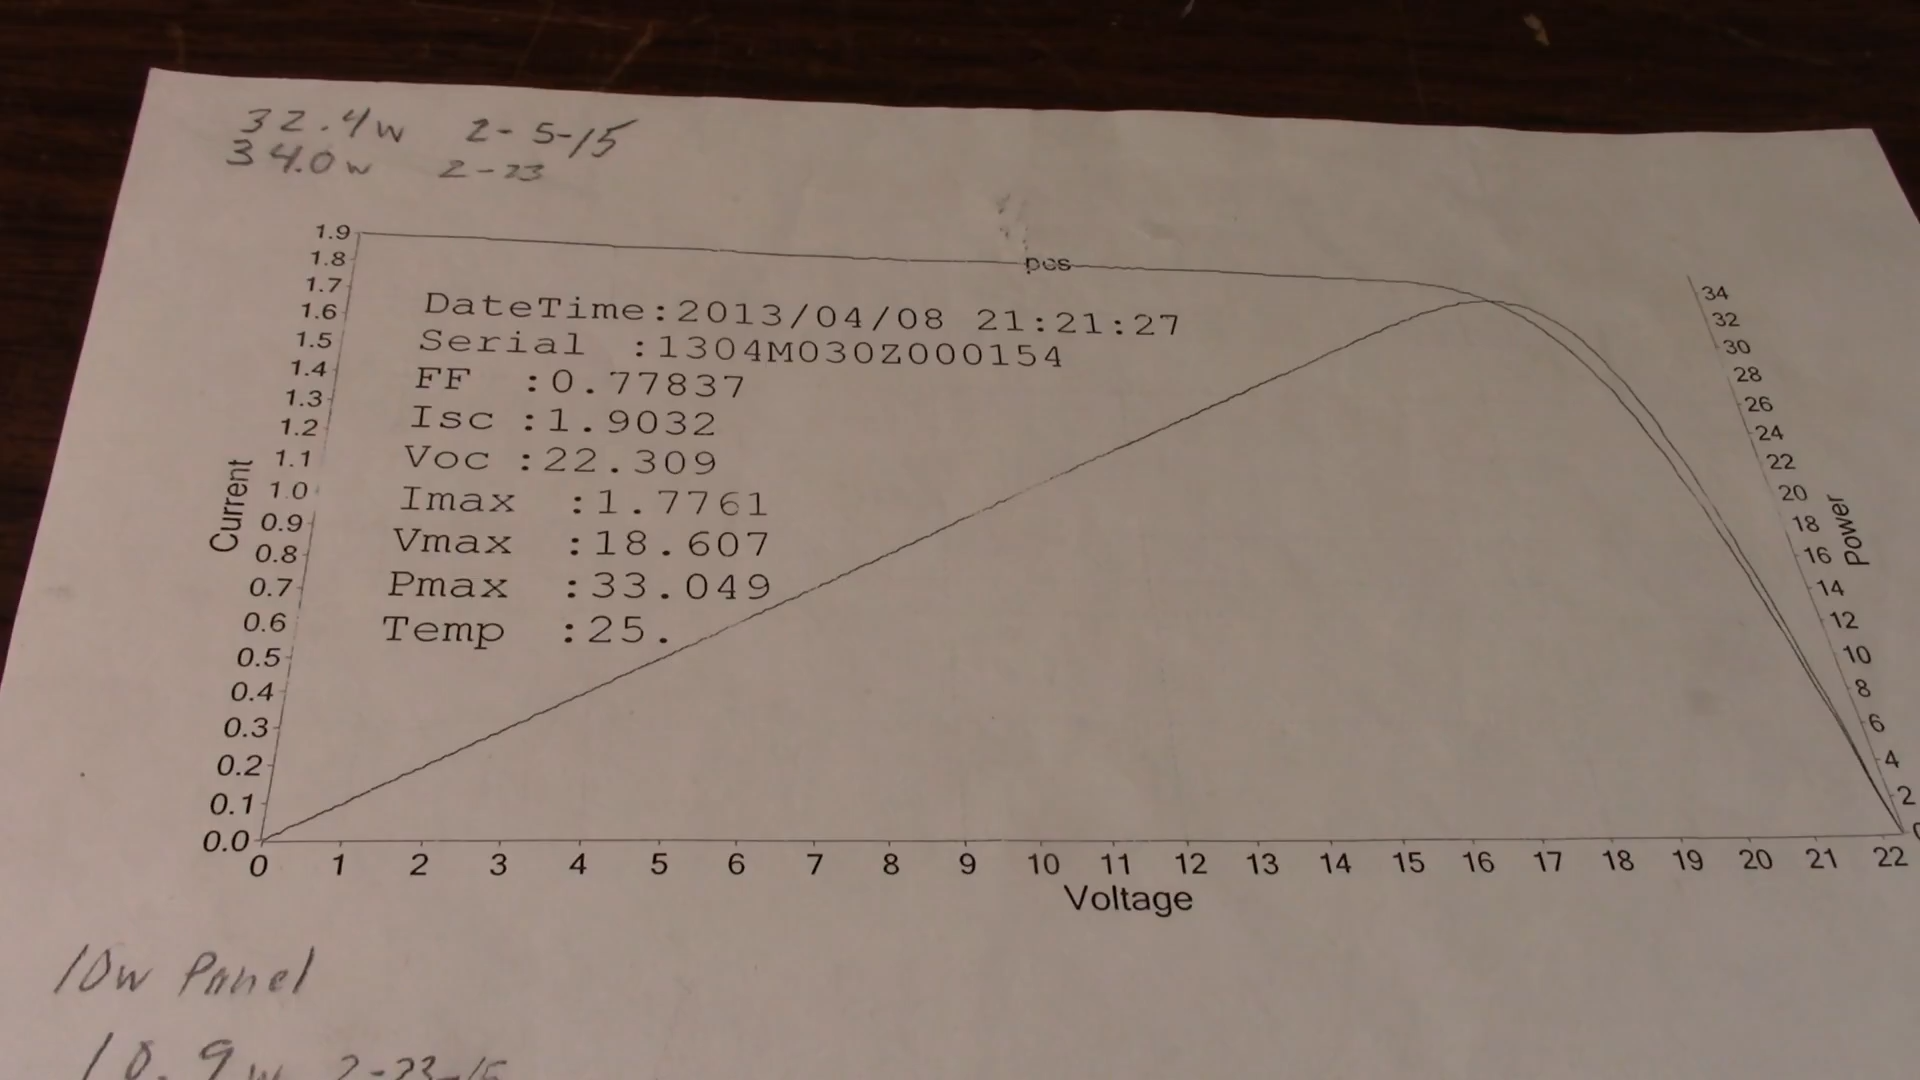 32.4w 2-5-15
34.0w 2-23
pcs
DateTime:2013/04/08 21:21:27
Serial :1304M030Z000154
FF :0.77837
Isc :1.9032
Voc :22.309
Imax :1.7761
Vmax :18.607
Pmax :33.049
Temp :25.
Current
1.9
1.8
1.7
1.6
1.5
1.4
1.3
1.2
1.1
1.0
0.9
0.8
0.7
0.6
0.5
0.4
0.3
0.2
0.1
0.0
34
32
30
28
26
24
22
20
18
16
14
12
10
8
6
4
2
0
Power
0 1 2 3 4 5 6 7 8 9 10 11 12 13 14 15 16 17 18 19 20 21 22
Voltage
10w Panel
10.9w 2-23-15